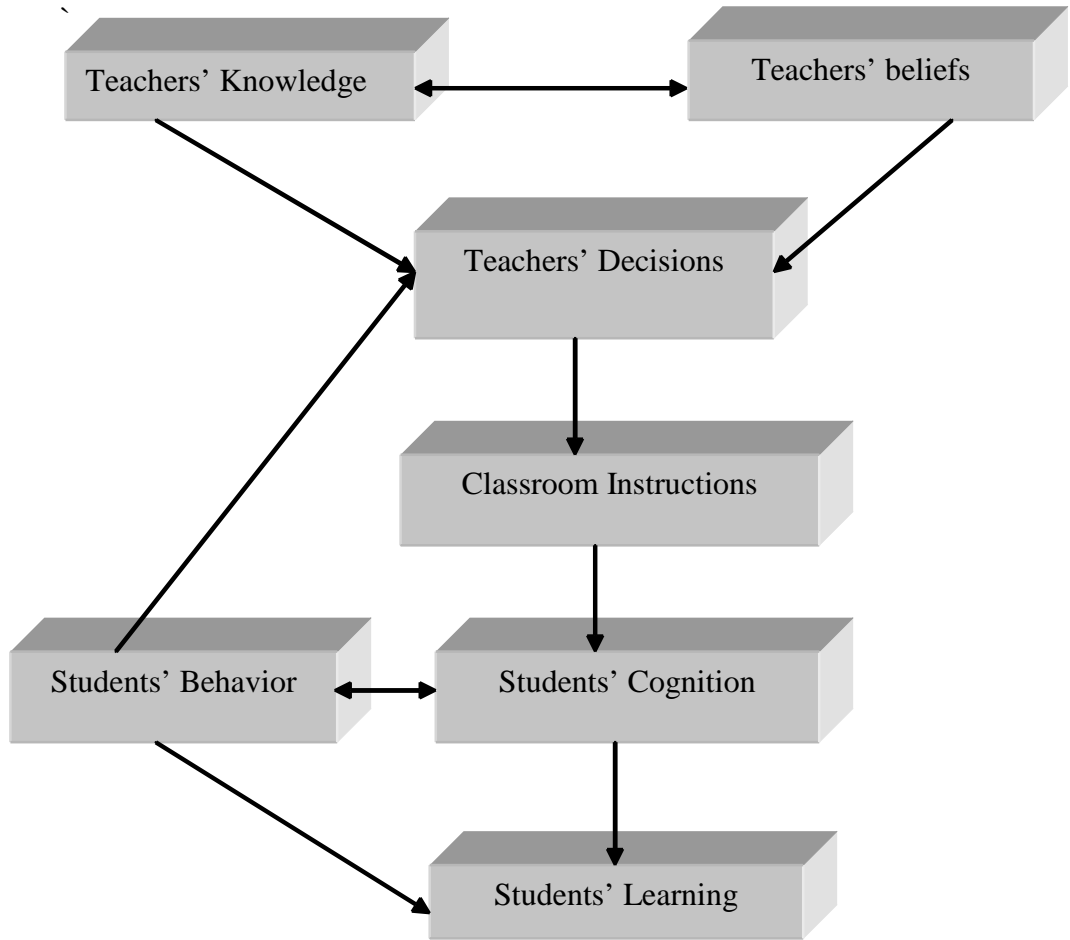 `
Teachers’ Knowledge
Teachers’ beliefs
Teachers’ Decisions
Classroom Instructions
Students’ Behavior
Students’ Cognition
Students’ Learning